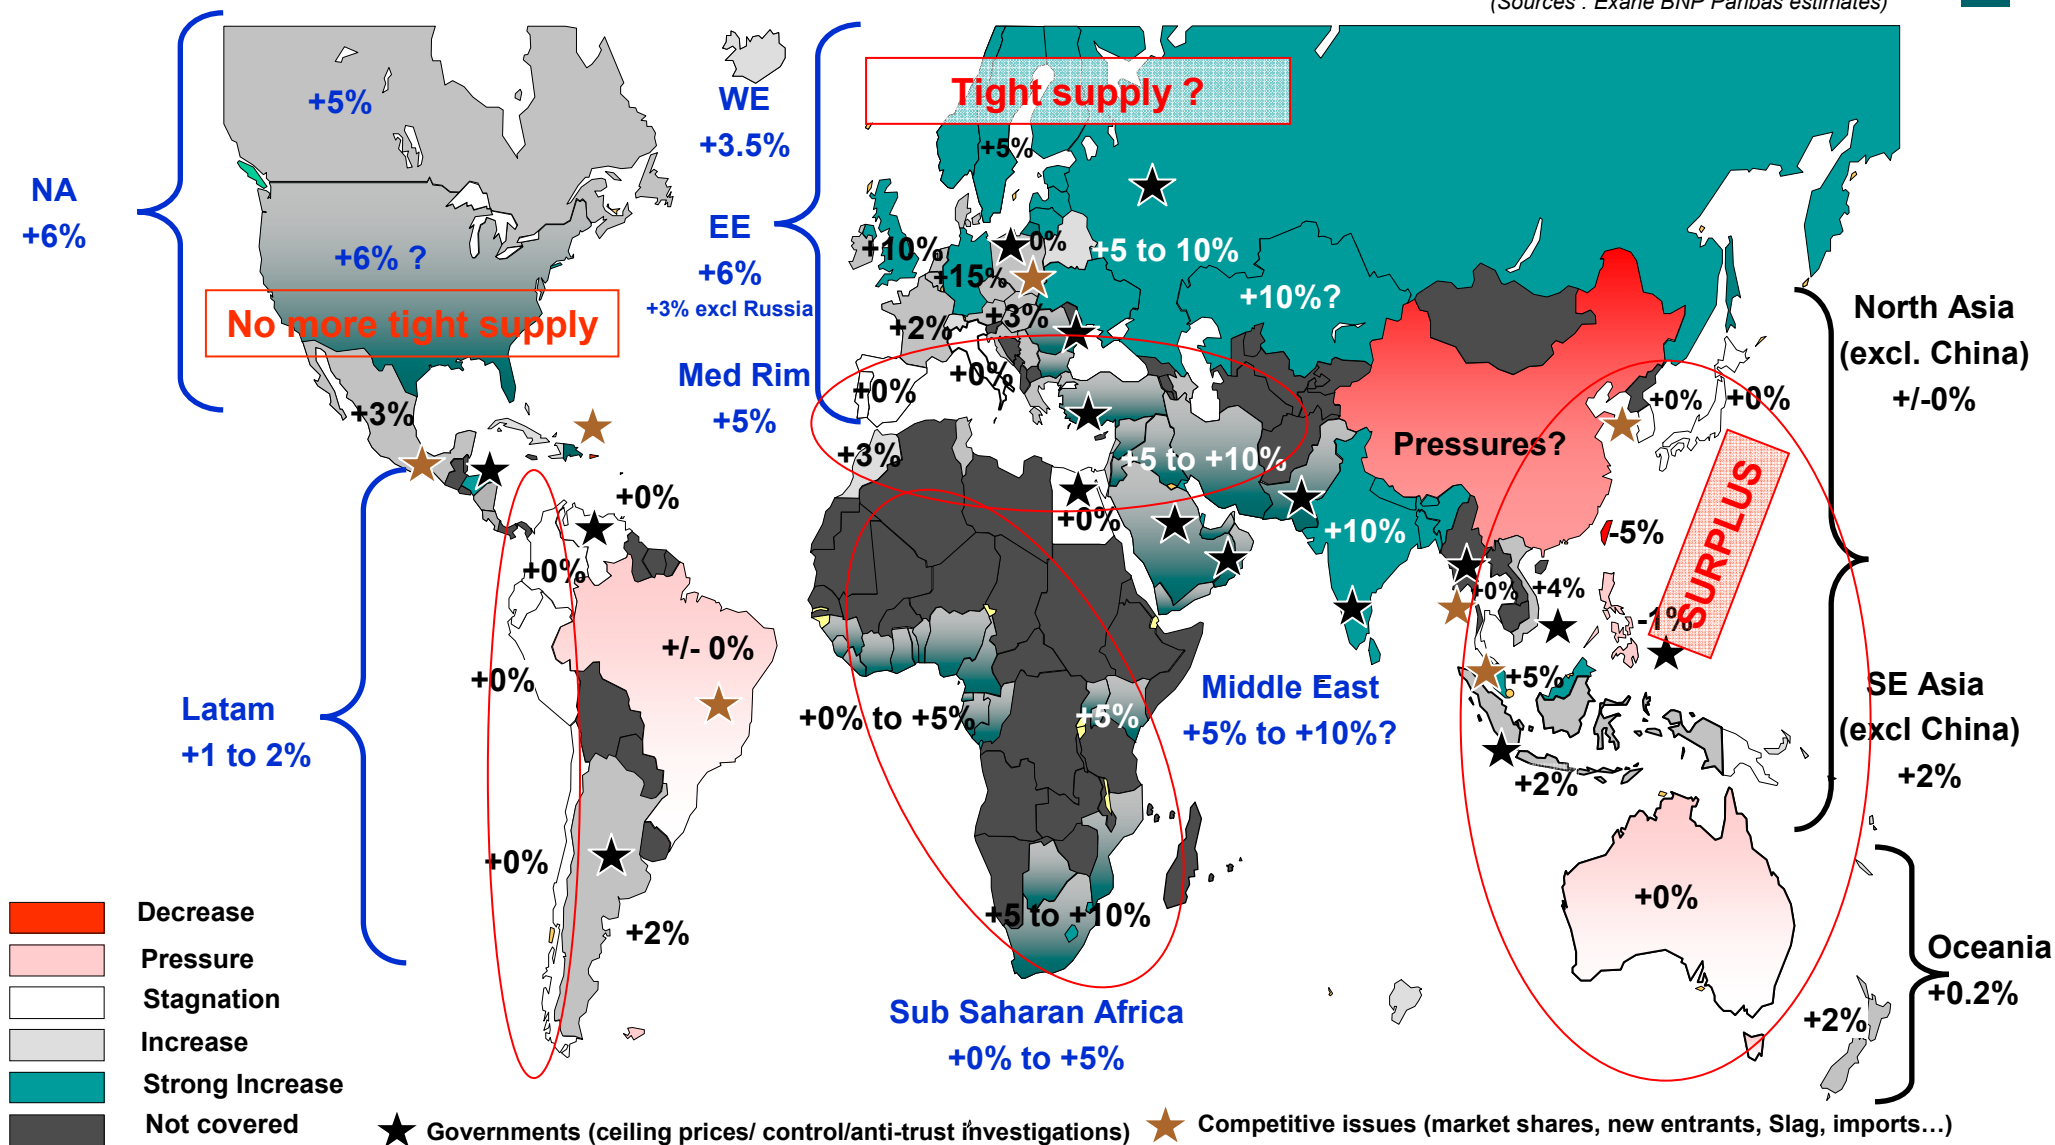 (Sources : Exane BNP Paribas estimates)
+5%
WE
+3.5%
Tight supply ?
+5%
NA
+6%
+6% ?
EE
+6%
+3% excl Russia
+10%
0%
+5 to 10%
+15%
+10%?
North Asia
(excl. China)
+/-0%
No more tight supply
+2%
+3%
Med Rim
+5%
+0%
+0%
+0%
+0%
+3%
Pressures?
+3%
+5 to +10%
+0%
+0%
+10%
-5%
SURPLUS
+0%
+0%
+4%
-1%
+/- 0%
+0%
+5%
Latam
+1 to 2%
+0% to +5%
+5%
Middle East
+5% to +10%?
SE Asia
(excl China)
+2%
+2%
+0%
+0%
+5 to +10%
+2%
Oceania
+0.2%
+2%
Sub Saharan Africa
+0% to +5%
Decrease
Pressure
Stagnation
Increase
Strong Increase
Not covered
Governments (ceiling prices/ control/anti-trust investigations)
Competitive issues (market shares, new entrants, Slag, imports…)